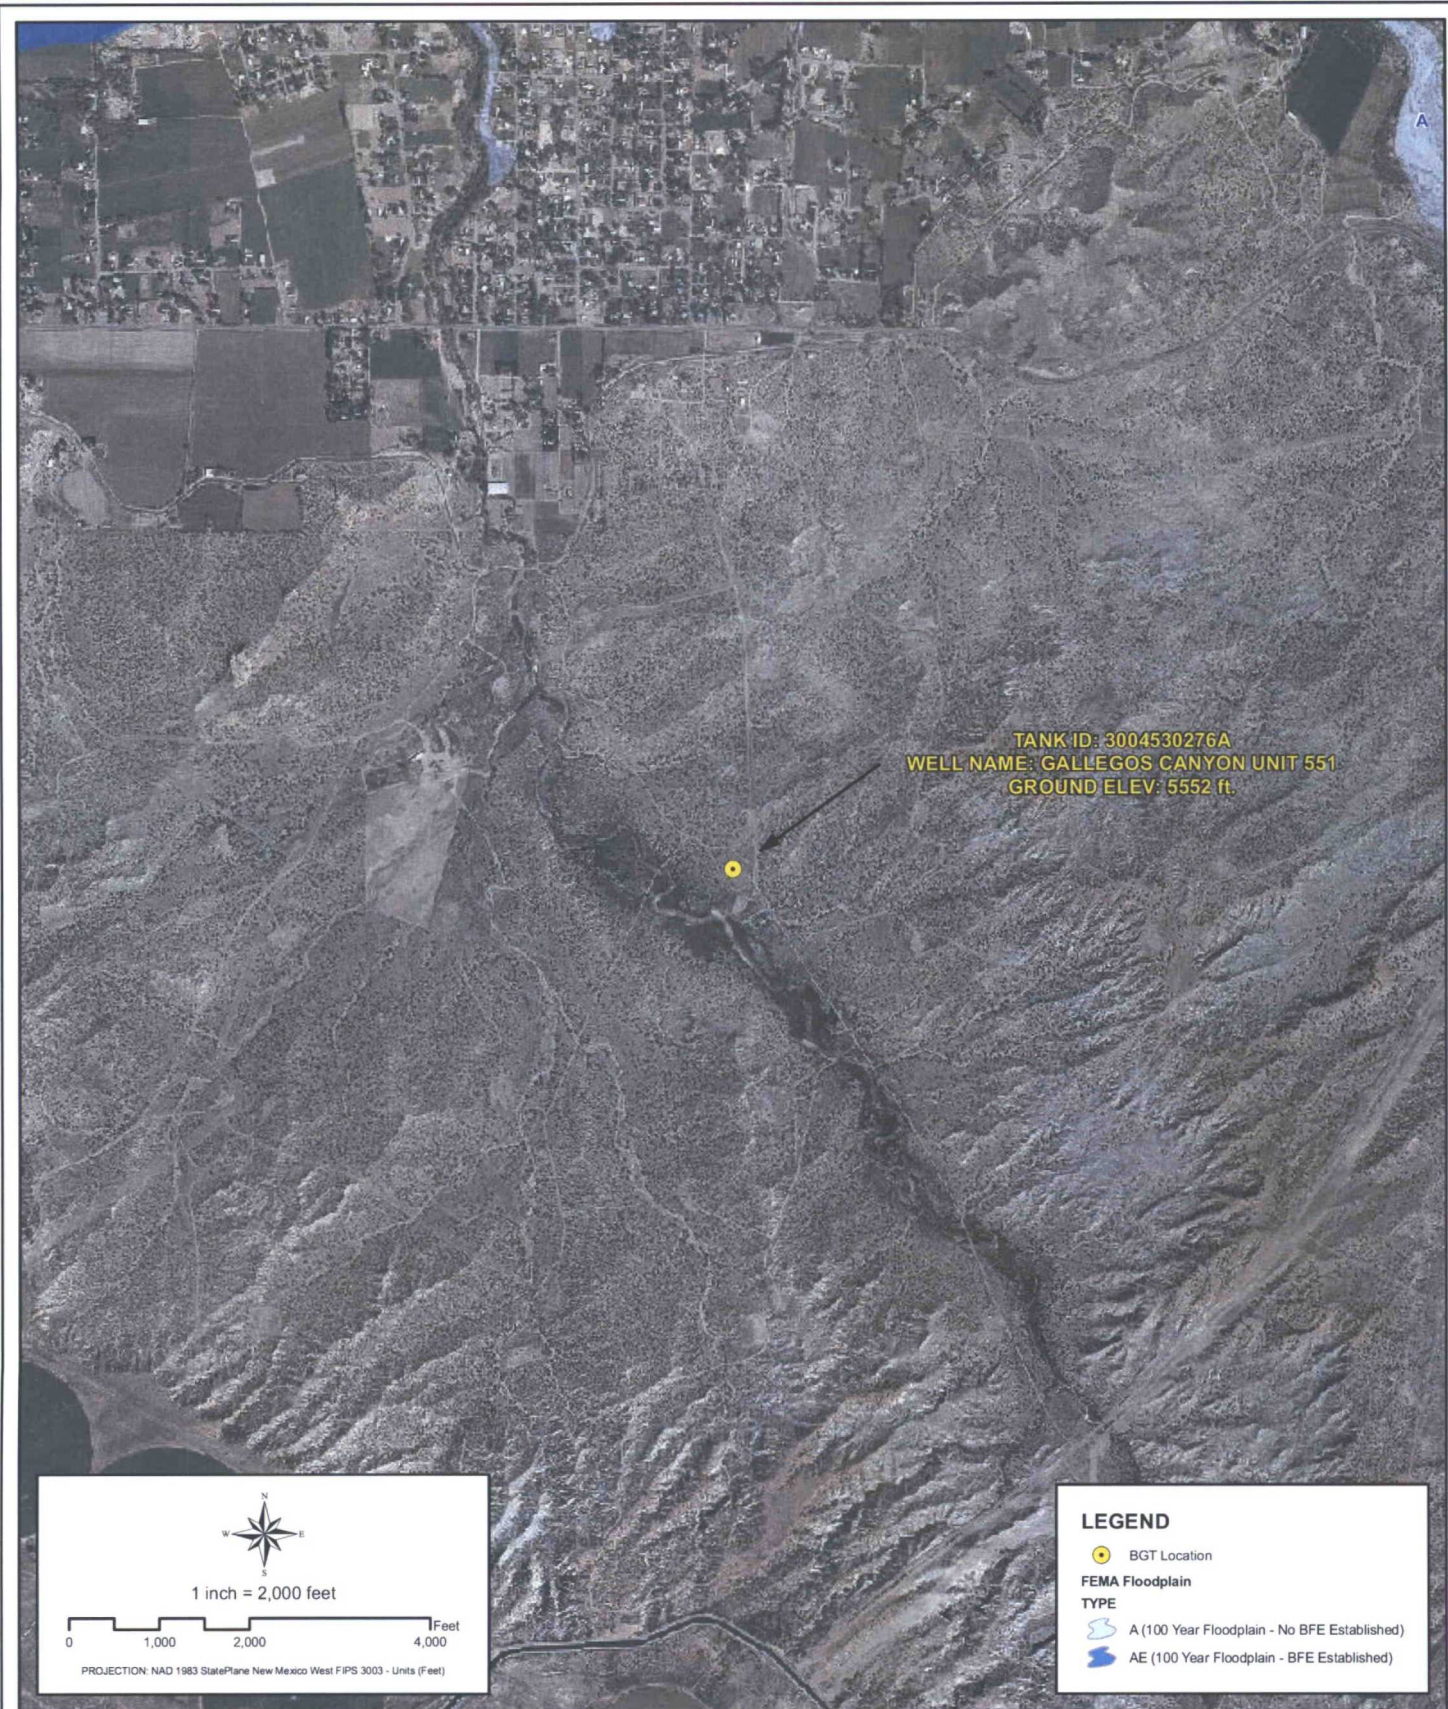 A
TANK ID: 3004530276A
WELL NAME: GALLEGOS CANYON UNIT 551
GROUND ELEV: 5552 ft.
N
W
E
S
1 inch = 2,000 feet
Feet
0
1,000
2,000
4,000
PROJECTION: NAD 1983 StatePlane New Mexico West FIPS 3003 - Units (Feet)
LEGEND
BGT Location
FEMA Floodplain
TYPE
A (100 Year Floodplain - No BFE Established)
AE (100 Year Floodplain - BFE Established)